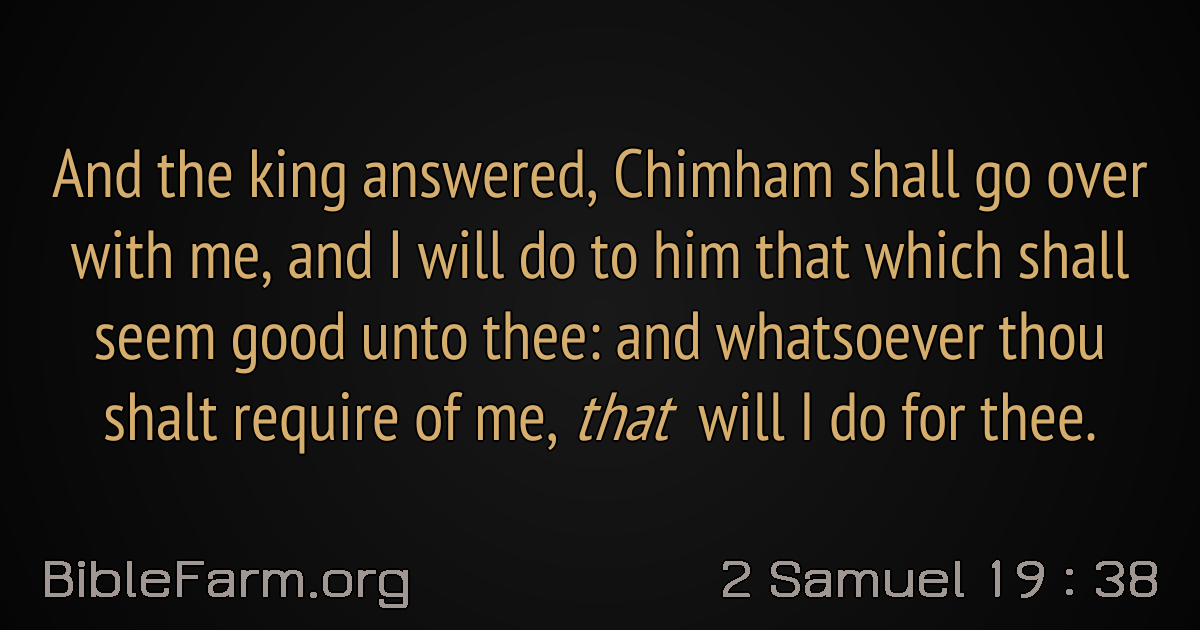 And the king answered, Chimham shall go over
with me, and I will do to him that which shall
seem good unto thee: and whatsoever thou
shalt require of me, that will I do for thee.
BibleFarm.org
2 Samuel 19 : 38